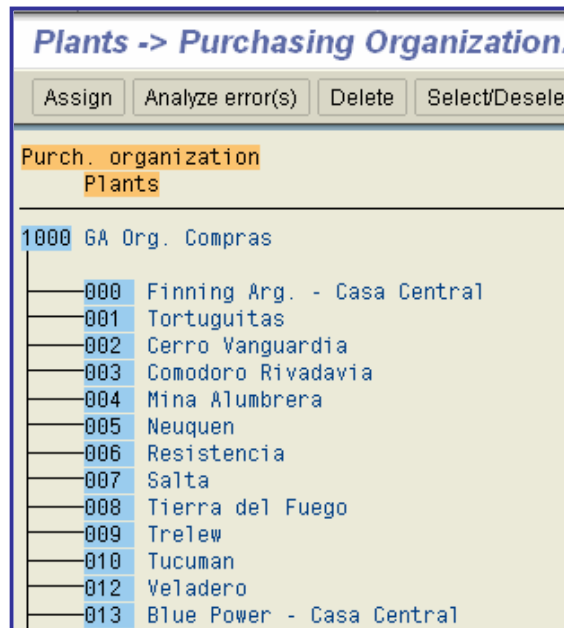 Plants -> Purchasing Organization
Assign Analyze error(s) Delete Select/Desele
Purch. organization
Plants
1000 GA Org. Compras
000 Finning Arg. - Casa Central
001 Tortuguitas
002 Cerro Vanguardia
003 Comodoro Rivadavia
004 Mina Alumbrera
005 Neuquen
006 Resistencia
007 Salta
008 Tierra del Fuego
009 Trelew
010 Tucuman
012 Veladero
013 Blue Power - Casa Central